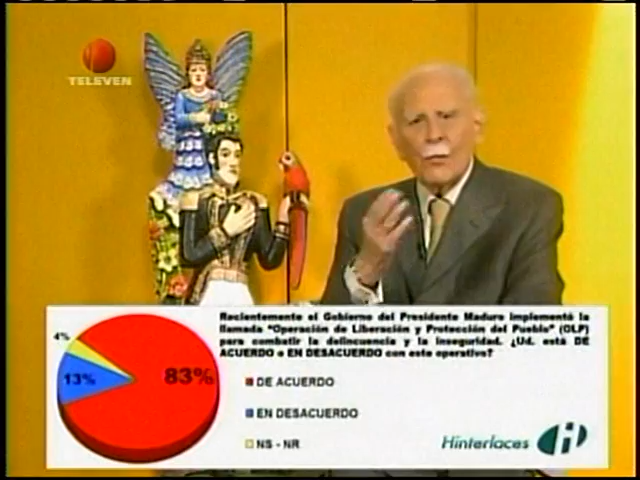 TELEVEN
Recientemente el Gobierno del Presidente Maduro implementó la
llamada "Operación de Liberación y Protección del Pueblo" (OLP)
para combatir la delincuencia y la inseguridad. ¿Ud. está DE
ACUERDO o EN DESACUERDO con este operativo?
4%
13%
83%
DE ACUERDO
EN DESACUERDO
NS - NR
Hinterlaces